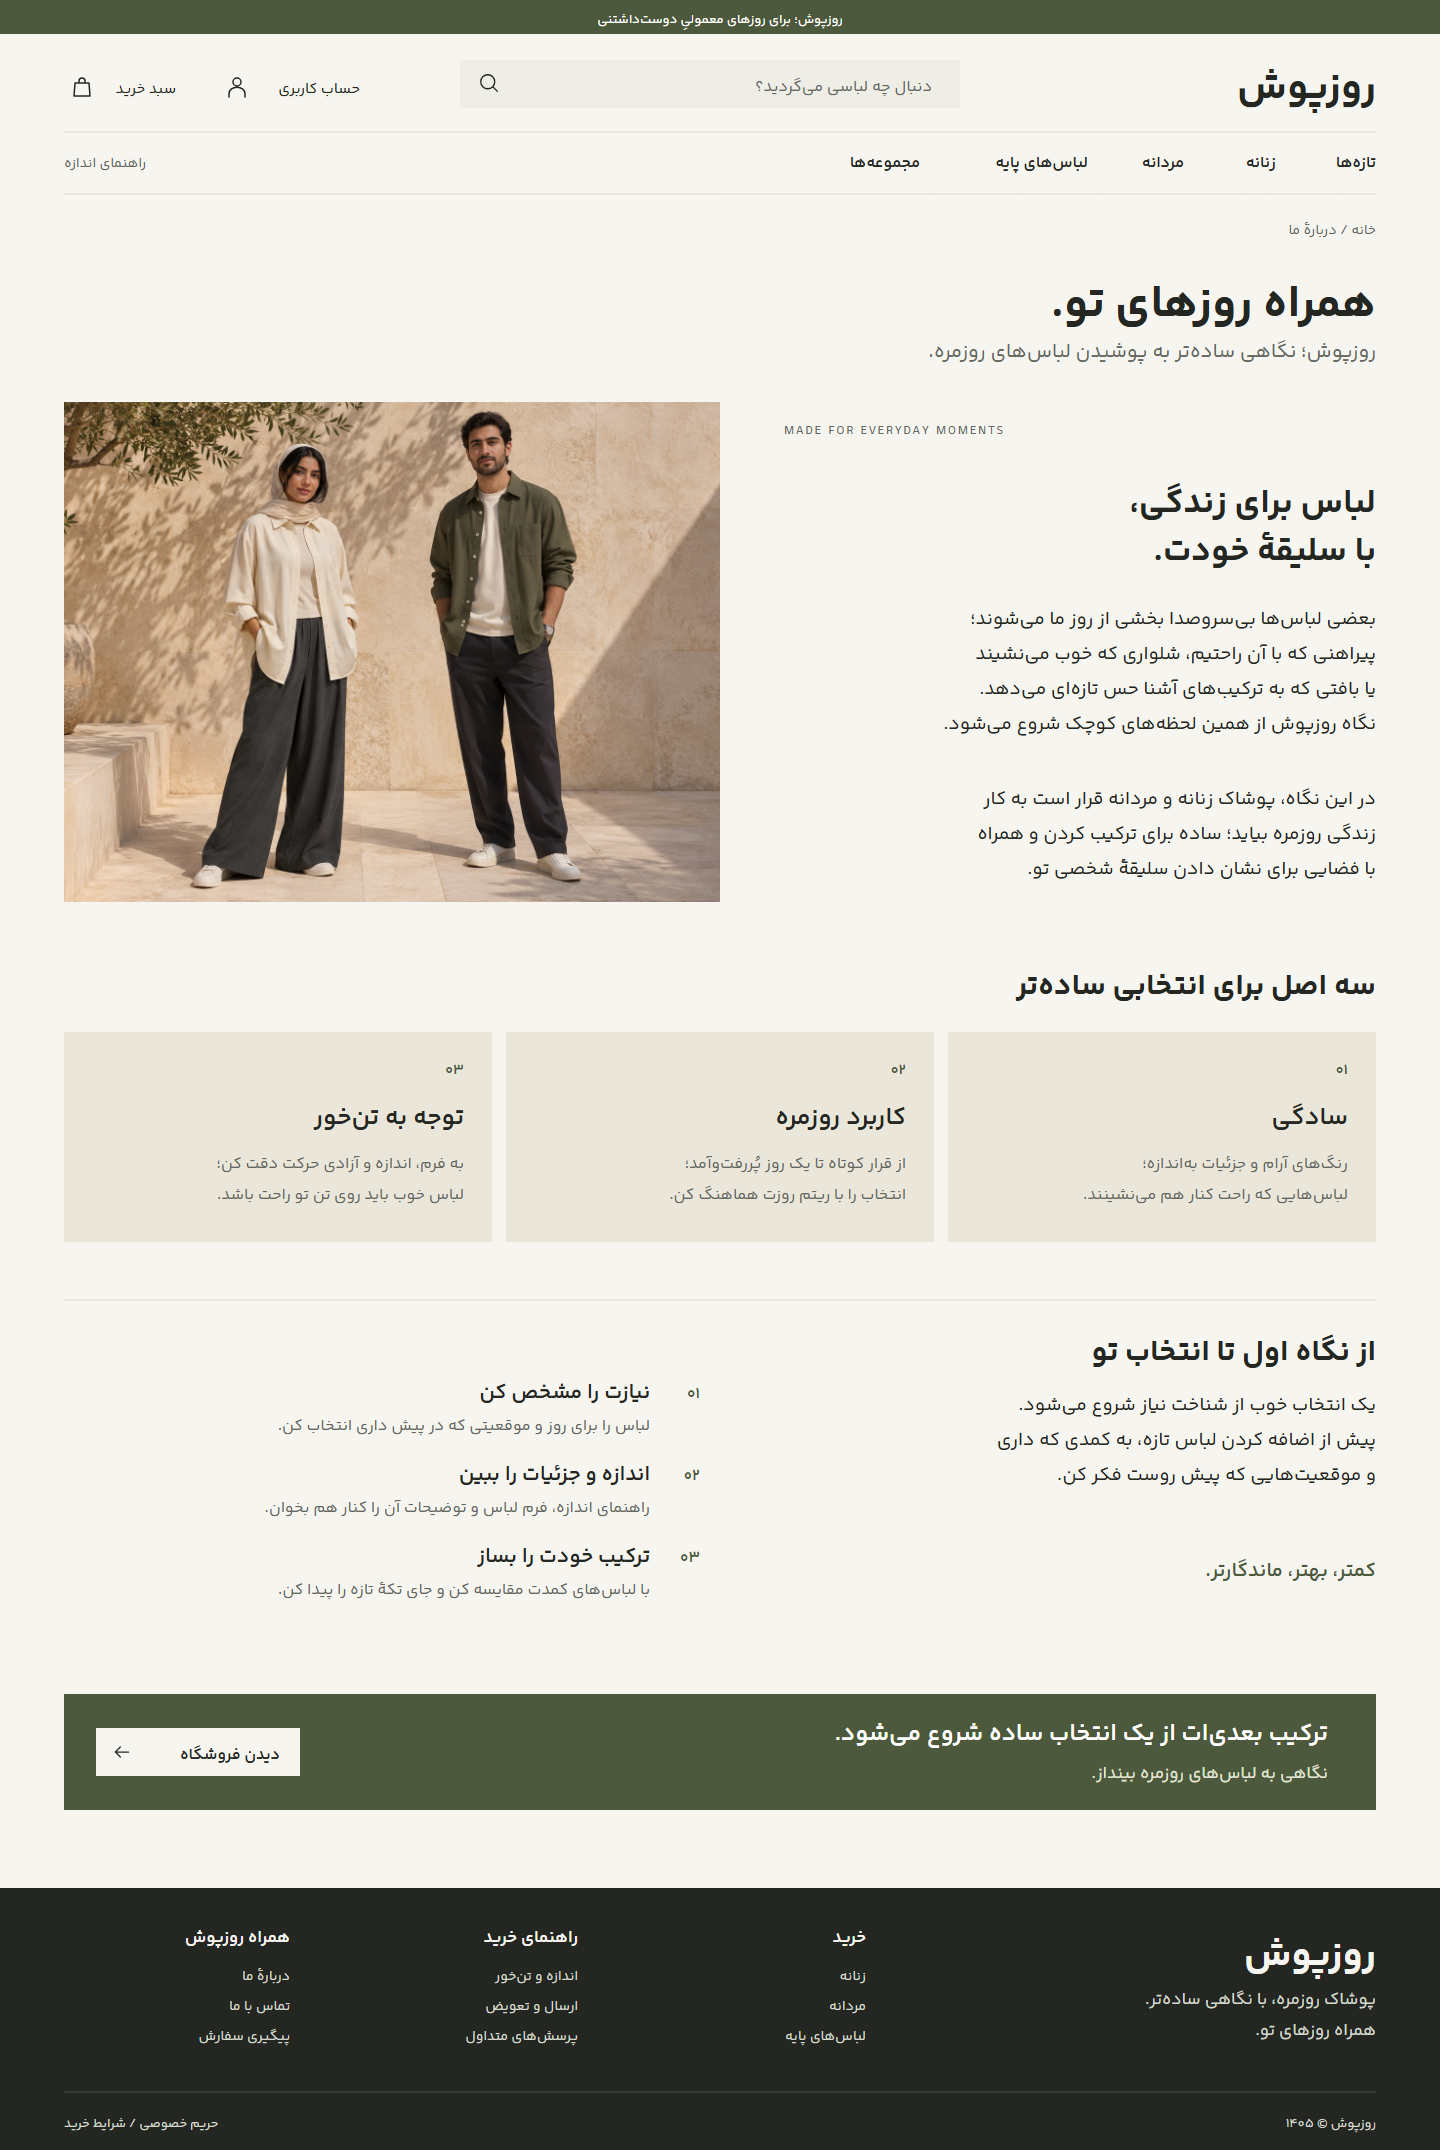 روزپوش؛ برای روزهای معمولیِ دوست‌داشتنی
روزپوش
دنبال چه لباسی می‌گردید؟
حساب کاربری
سبد خرید
تازه‌ها
زنانه
مردانه
لباس‌های پایه
مجموعه‌ها
راهنمای اندازه
خانه / دربارهٔ ما
همراه روزهای تو.
روزپوش؛ نگاهی ساده‌تر به پوشیدن لباس‌های روزمره.
MADE FOR EVERYDAY MOMENTS
لباس برای زندگی،
با سلیقهٔ خودت.
بعضی لباس‌ها بی‌سروصدا بخشی از روز ما می‌شوند؛
پیراهنی که با آن راحتیم، شلواری که خوب می‌نشیند
یا بافتی که به ترکیب‌های آشنا حس تازه‌ای می‌دهد.
نگاه روزپوش از همین لحظه‌های کوچک شروع می‌شود.
در این نگاه، پوشاک زنانه و مردانه قرار است به کار
زندگی روزمره بیاید؛ ساده برای ترکیب کردن و همراه
با فضایی برای نشان دادن سلیقهٔ شخصی تو.
سه اصل برای انتخابی ساده‌تر
۰۱
سادگی
رنگ‌های آرام و جزئیات به‌اندازه؛
لباس‌هایی که راحت کنار هم می‌نشینند.
۰۲
کاربرد روزمره
از قرار کوتاه تا یک روز پُررفت‌وآمد؛
انتخاب را با ریتم روزت هماهنگ کن.
۰۳
توجه به تن‌خور
به فرم، اندازه و آزادی حرکت دقت کن؛
لباس خوب باید روی تن تو راحت باشد.
از نگاه اول تا انتخاب تو
یک انتخاب خوب از شناخت نیاز شروع می‌شود.
پیش از اضافه کردن لباس تازه، به کمدی که داری
و موقعیت‌هایی که پیش روست فکر کن.
کمتر، بهتر، ماندگارتر.
۰۱
نیازت را مشخص کن
لباس را برای روز و موقعیتی که در پیش داری انتخاب کن.
۰۲
اندازه و جزئیات را ببین
راهنمای اندازه، فرم لباس و توضیحات آن را کنار هم بخوان.
۰۳
ترکیب خودت را بساز
با لباس‌های کمدت مقایسه کن و جای تکهٔ تازه را پیدا کن.
ترکیب بعدی‌ات از یک انتخاب ساده شروع می‌شود.
نگاهی به لباس‌های روزمره بینداز.
دیدن فروشگاه
روزپوش
پوشاک روزمره، با نگاهی ساده‌تر.
همراه روزهای تو.
خرید
زنانه
مردانه
لباس‌های پایه
راهنمای خرید
اندازه و تن‌خور
ارسال و تعویض
پرسش‌های متداول
همراه روزپوش
دربارهٔ ما
تماس با ما
پیگیری سفارش
روزپوش © ۱۴۰۵
حریم خصوصی / شرایط خرید